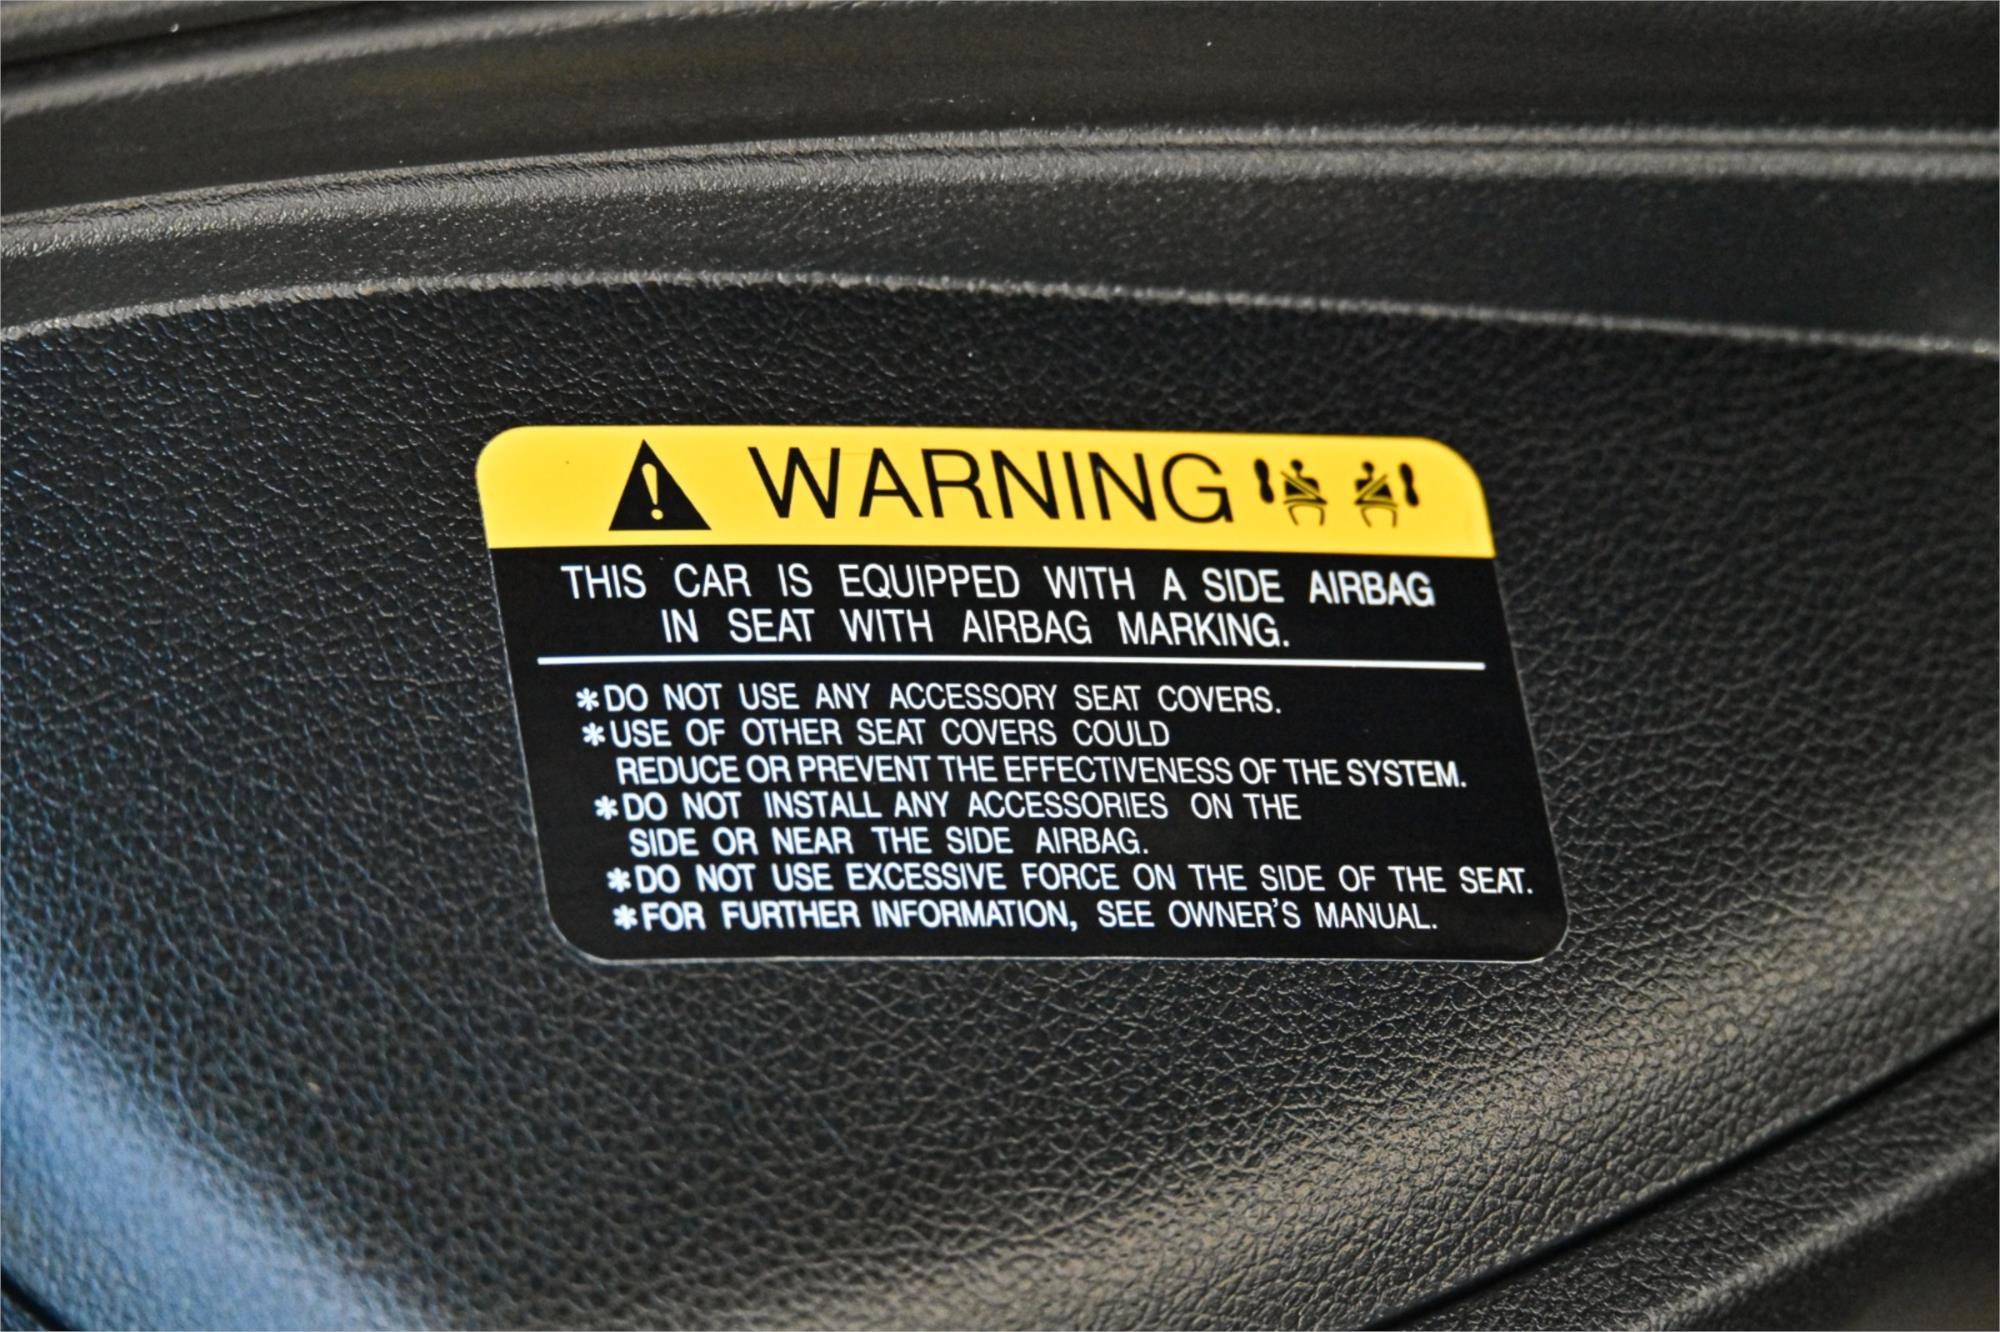 WARNING
THIS CAR IS EQUIPPED WITH A SIDE AIRBAG
IN SEAT WITH AIRBAG MARKING.
*DO NOT USE ANY ACCESSORY SEAT COVERS.
*USE OF OTHER SEAT COVERS COULD
REDUCE OR PREVENT THE EFFECTIVENESS OF THE SYSTEM.
*DO NOT INSTALL ANY ACCESSORIES ON THE
SIDE OR NEAR THE SIDE AIRBAG.
*DO NOT USE EXCESSIVE FORCE ON THE SIDE OF THE SEAT.
*FOR FURTHER INFORMATION, SEE OWNER'S MANUAL.